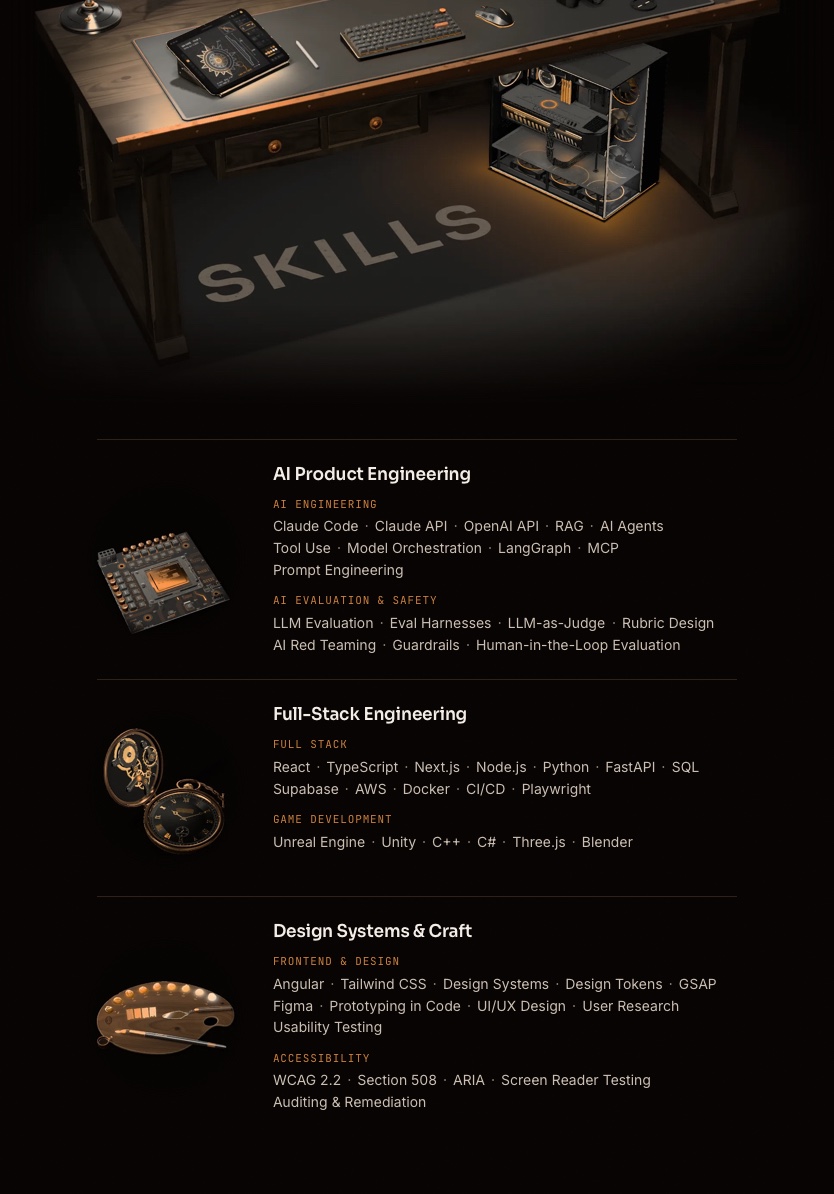 SKILLS
AI Product Engineering
AI ENGINEERING
Claude Code · Claude API · OpenAI API · RAG · AI Agents
Tool Use · Model Orchestration · LangGraph · MCP
Prompt Engineering
AI EVALUATION & SAFETY
LLM Evaluation · Eval Harnesses · LLM-as-Judge · Rubric Design
AI Red Teaming · Guardrails · Human-in-the-Loop Evaluation
Full-Stack Engineering
FULL STACK
React · TypeScript · Next.js · Node.js · Python · FastAPI · SQL
Supabase · AWS · Docker · CI/CD · Playwright
GAME DEVELOPMENT
Unreal Engine · Unity · C++ · C# · Three.js · Blender
Design Systems & Craft
FRONTEND & DESIGN
Angular · Tailwind CSS · Design Systems · Design Tokens · GSAP
Figma · Prototyping in Code · UI/UX Design · User Research
Usability Testing
ACCESSIBILITY
WCAG 2.2 · Section 508 · ARIA · Screen Reader Testing
Auditing & Remediation